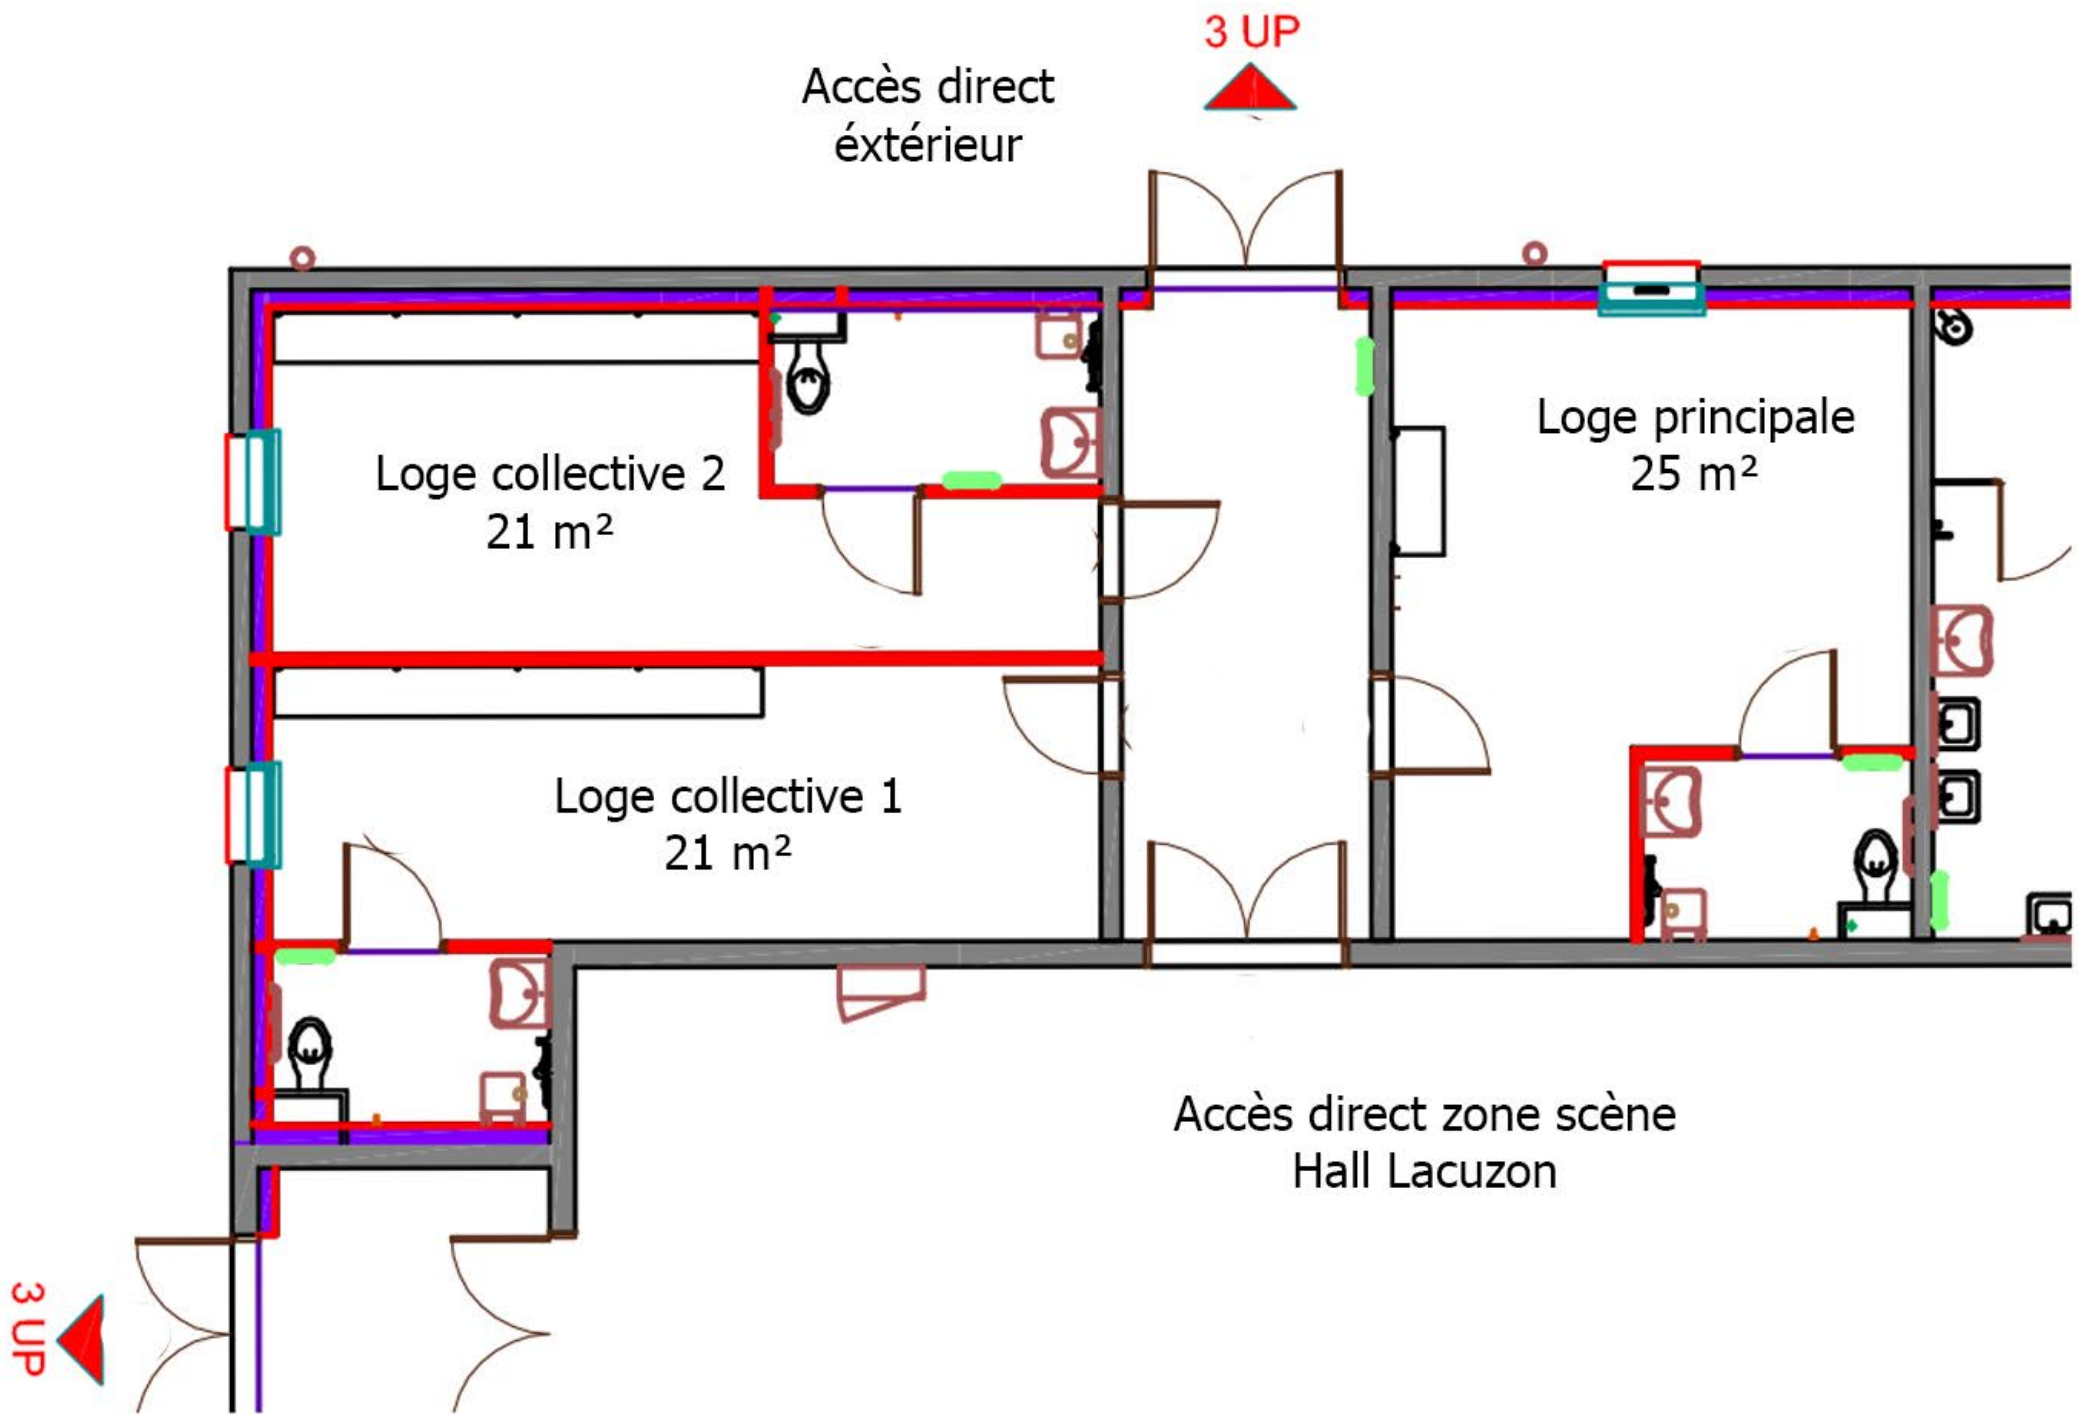 3 UP
Accès direct
éxtérieur
Loge principale
25 m²
Loge collective 2
21 m²
Loge collective 1
21 m²
Accès direct zone scène
Hall Lacuzon
3 UP